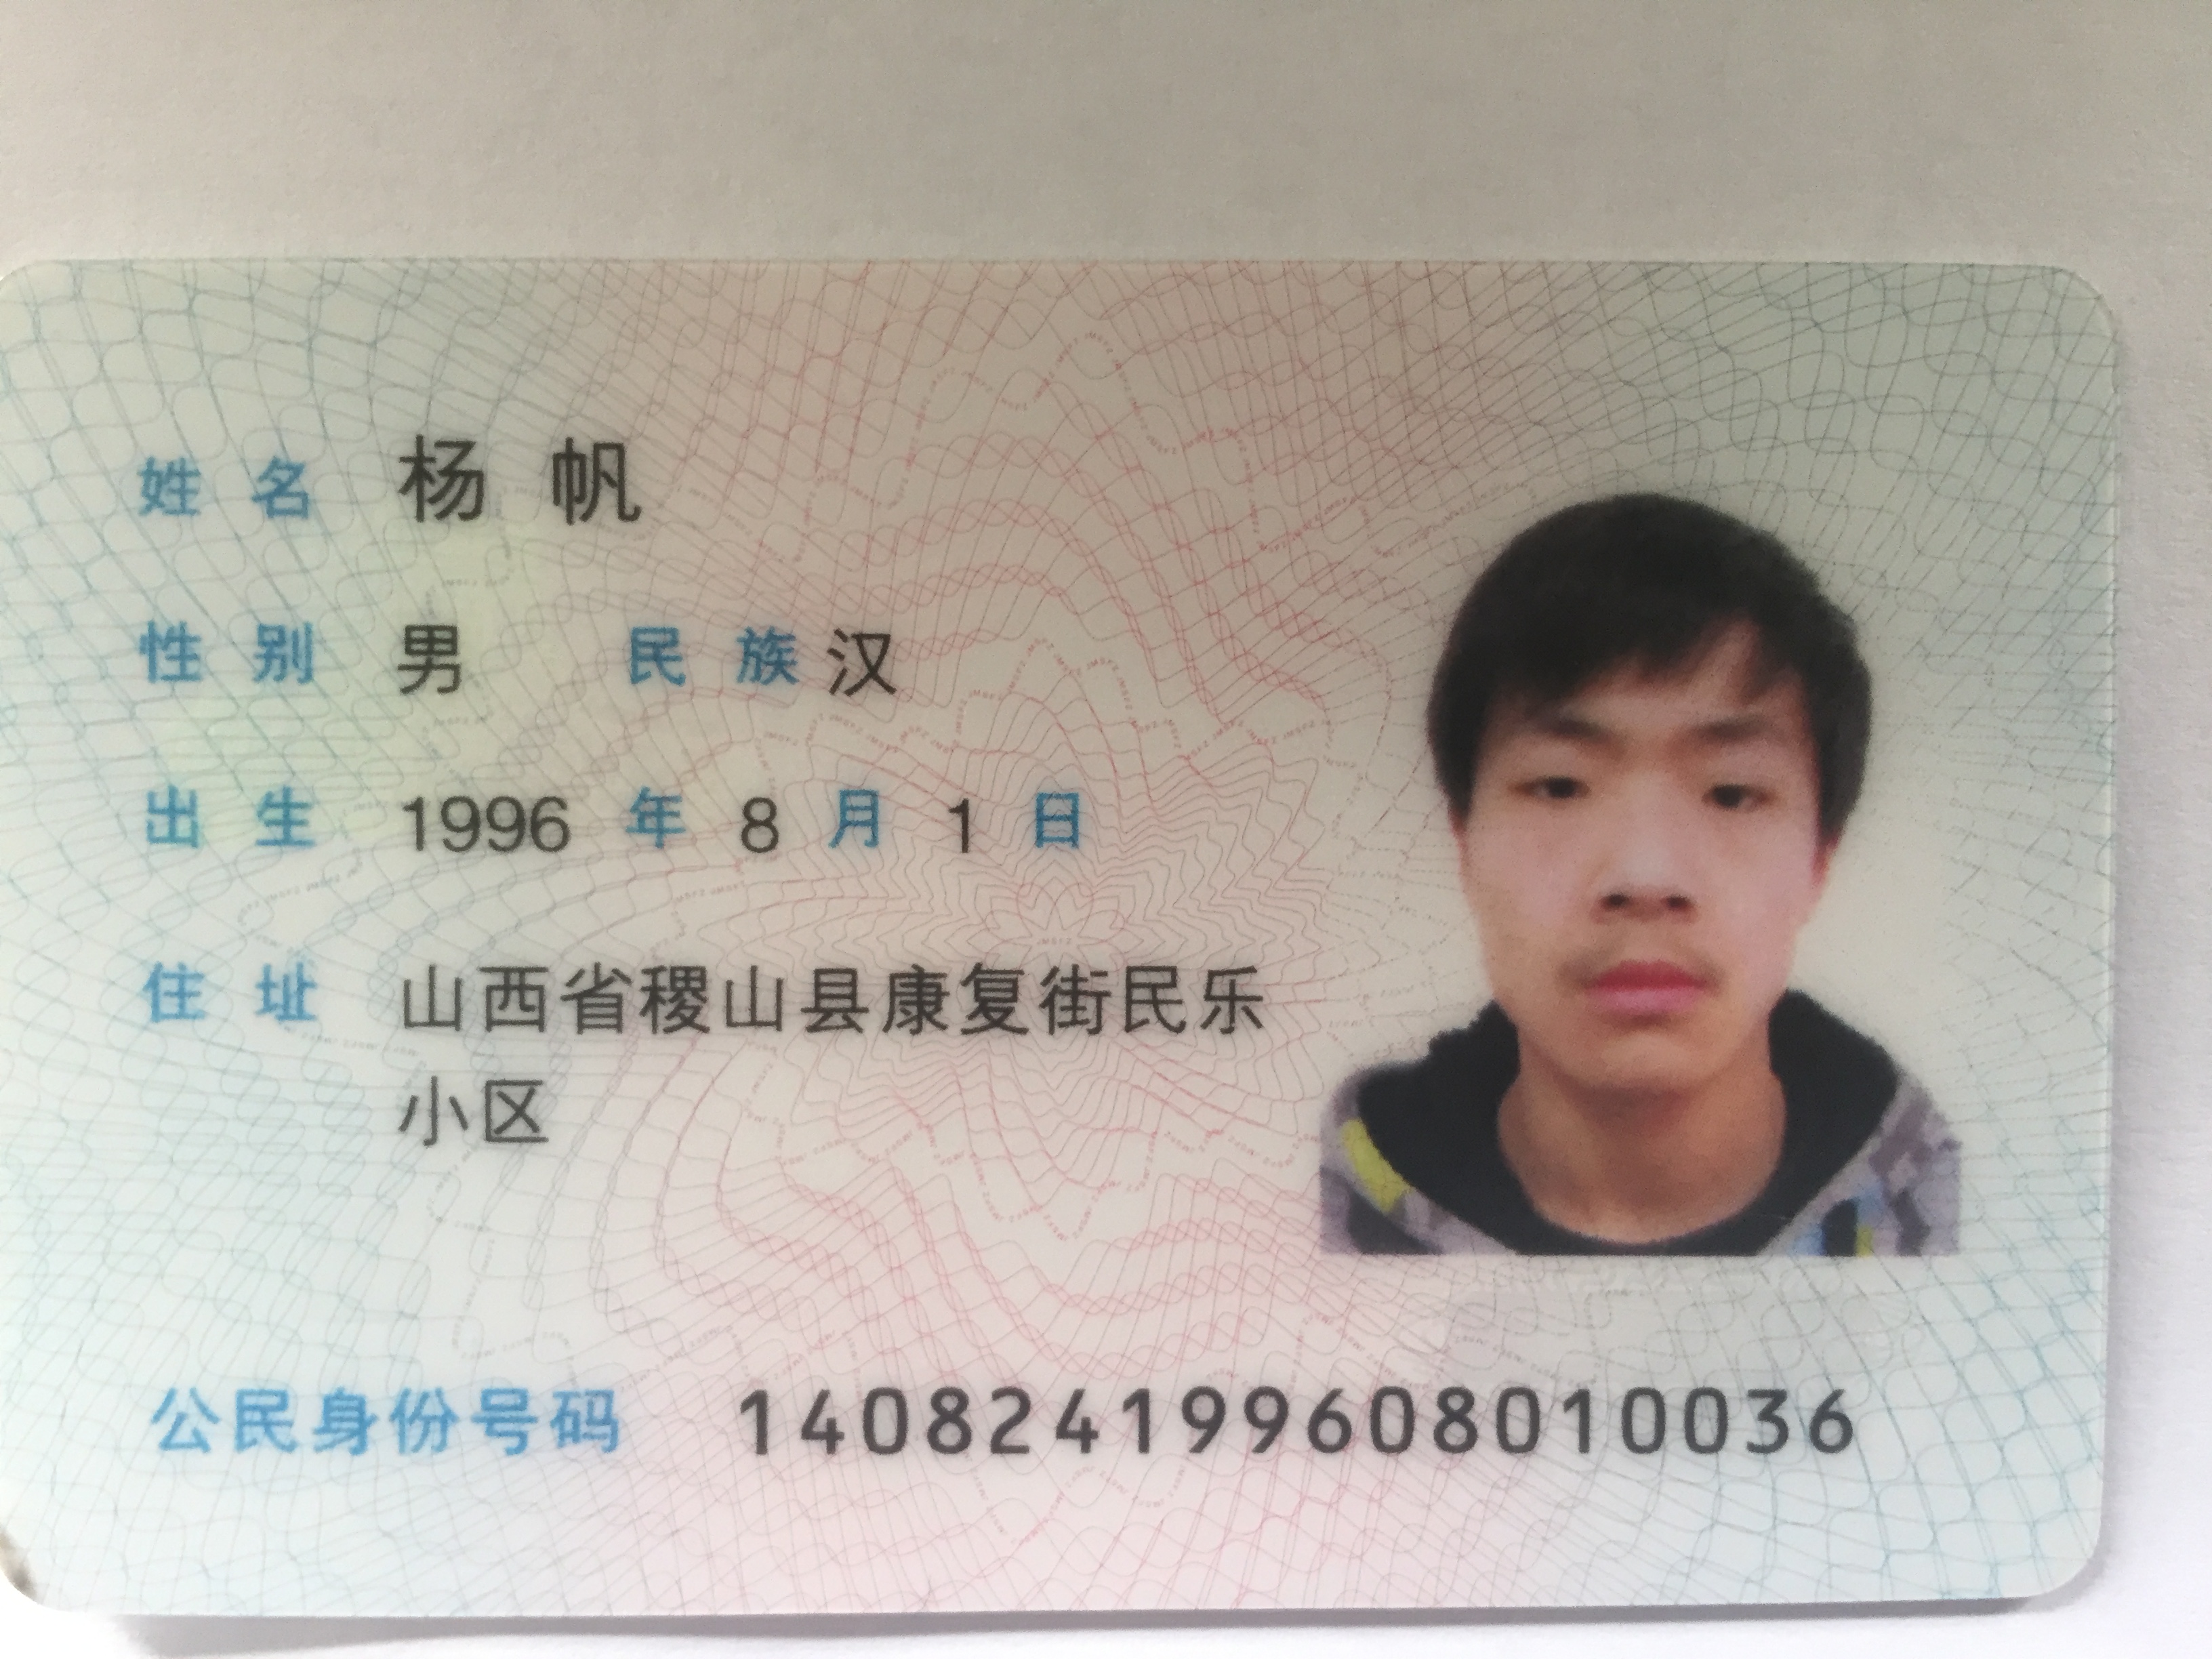 姓名 杨帆
性别 男 民族 汉
出生 1996 年 8 月 1 日
住址 山西省稷山县康复街民乐
小区
公民身份号码 140824199608010036